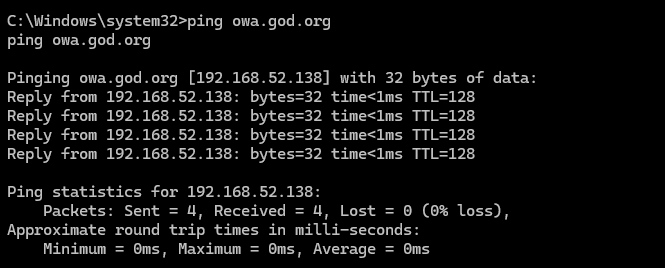 C:\Windows\system32>ping owa.god.org
ping owa.god.org
Pinging owa.god.org [192.168.52.138] with 32 bytes of data:
Reply from 192.168.52.138: bytes=32 time<1ms TTL=128
Reply from 192.168.52.138: bytes=32 time<1ms TTL=128
Reply from 192.168.52.138: bytes=32 time<1ms TTL=128
Reply from 192.168.52.138: bytes=32 time<1ms TTL=128
Ping statistics for 192.168.52.138:
    Packets: Sent = 4, Received = 4, Lost = 0 (0% loss),
Approximate round trip times in milli-seconds:
    Minimum = 0ms, Maximum = 0ms, Average = 0ms